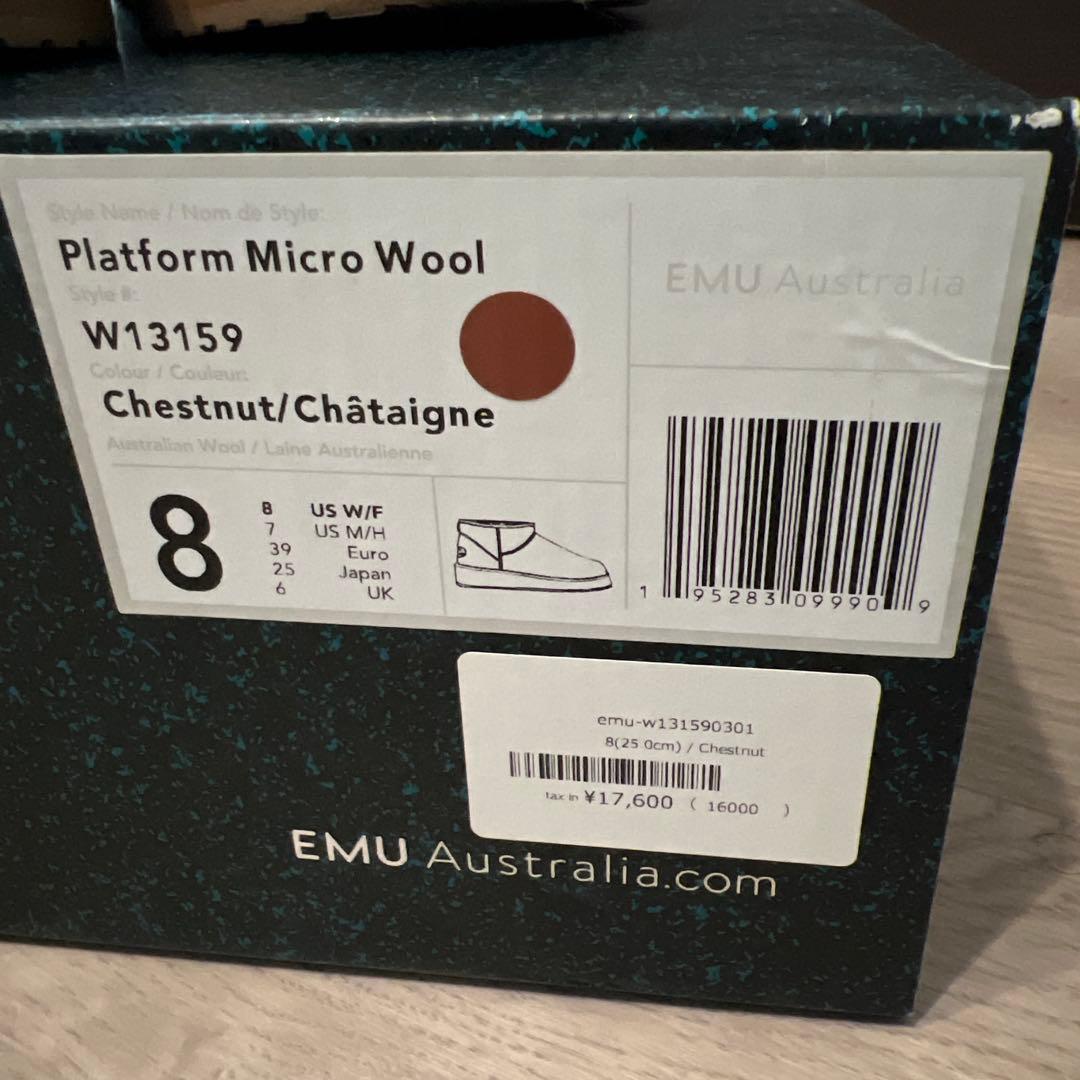 Style Name / Nom de Style:
Platform Micro Wool
Style #:
W13159
Colour / Couleur:
Chestnut/Châtaigne
Australian Wool / Laine Australienne
8
8 US W/F
7 US M/H
39 Euro
25 Japan
6 UK
EMU Australia
1 95283 09990 9
emu-w131590301
8(25.0cm) / Chestnut
tax in ¥17,600 ( 16000 )
EMU Australia.com